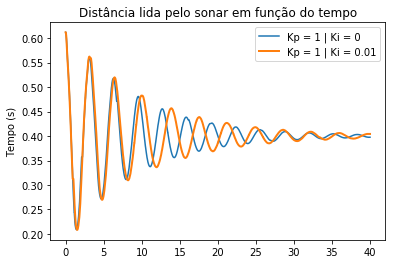 Distância lida pelo sonar em função do tempo
Kp = 1 | Ki = 0
Kp = 1 | Ki = 0.01
Tempo (s)
0.60
0.55
0.50
0.45
0.40
0.35
0.30
0.25
0.20
0 5 10 15 20 25 30 35 40